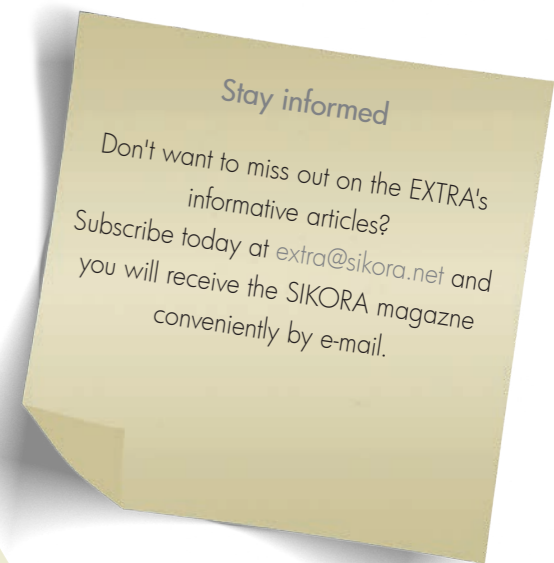 Stay informed
Don't want to miss out on the EXTRA's
informative articles?
Subscribe today at extra@sikora.net and
you will receive the SIKORA magazne
conveniently by e-mail.